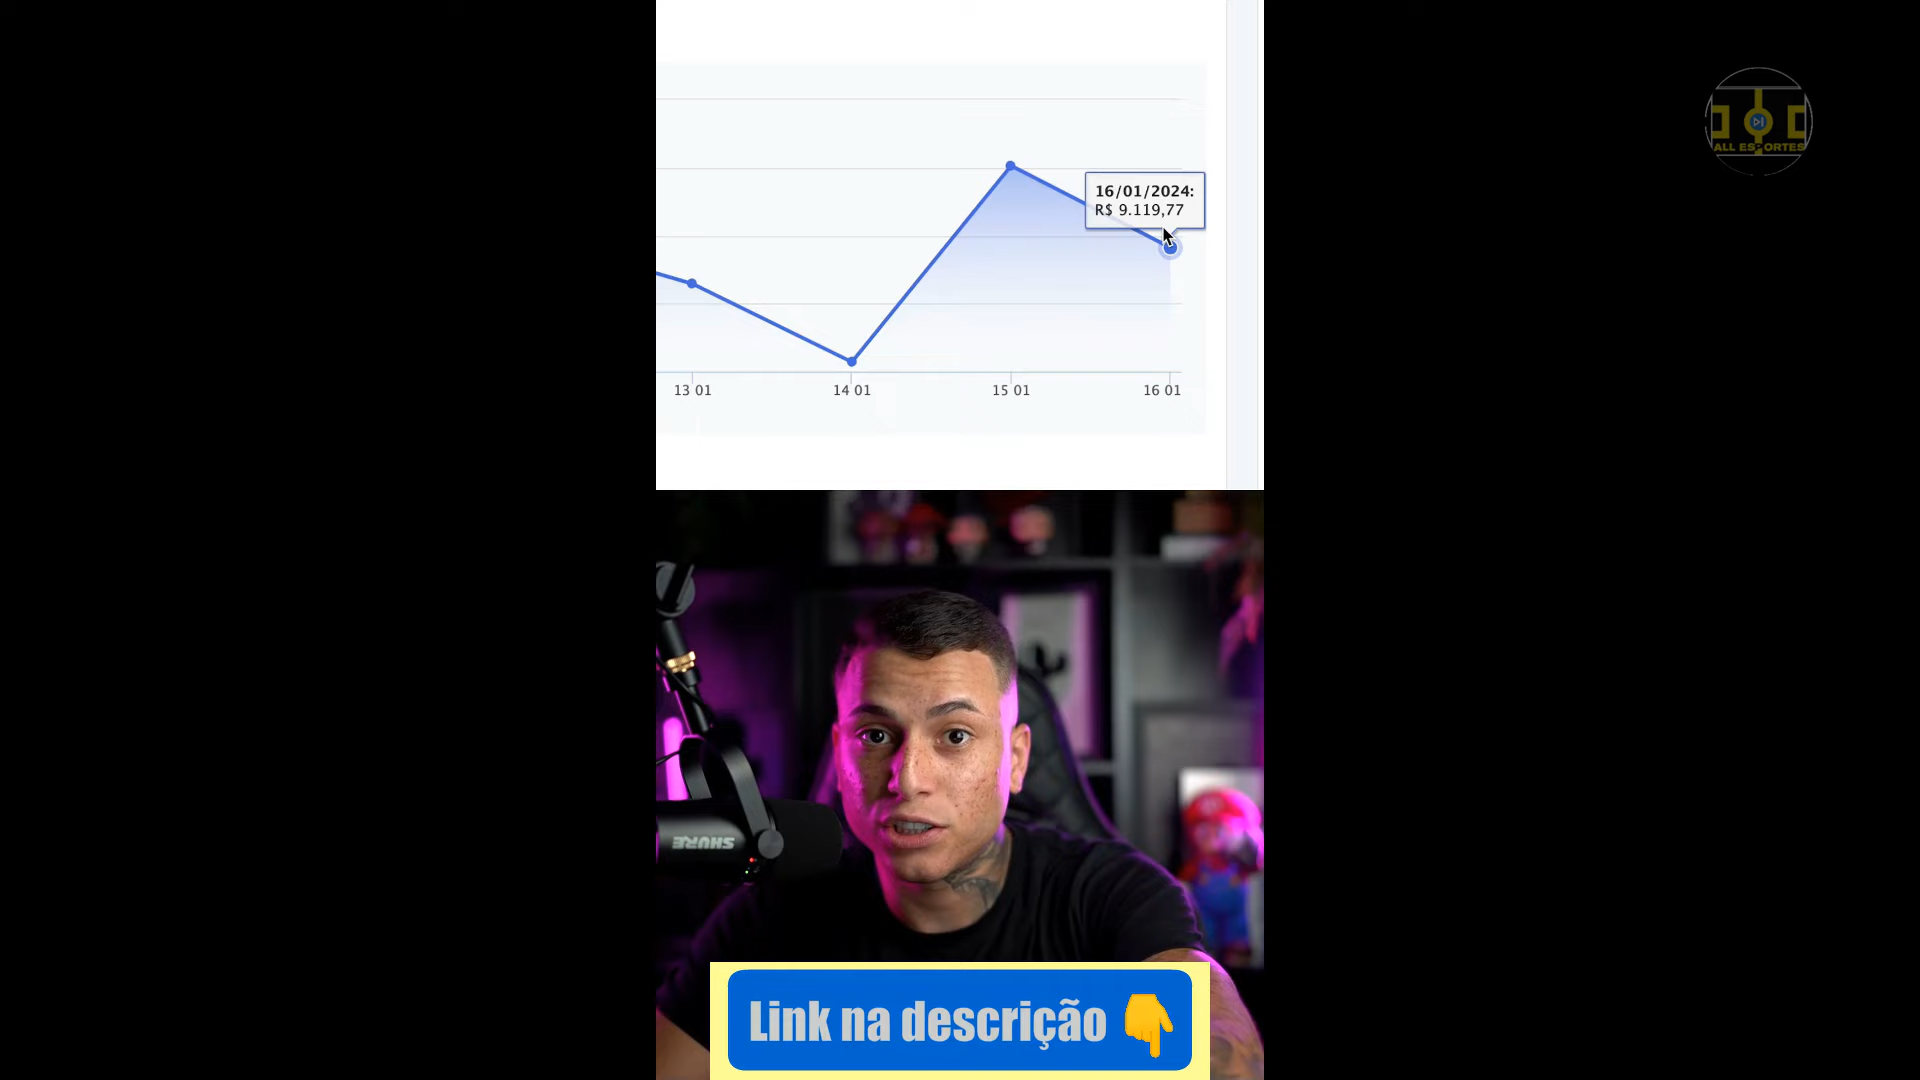 ALL ESPORTES
16/01/2024:
R$ 9.119,77
13 01
14 01
15 01
16 01
SHURE
Link na descrição